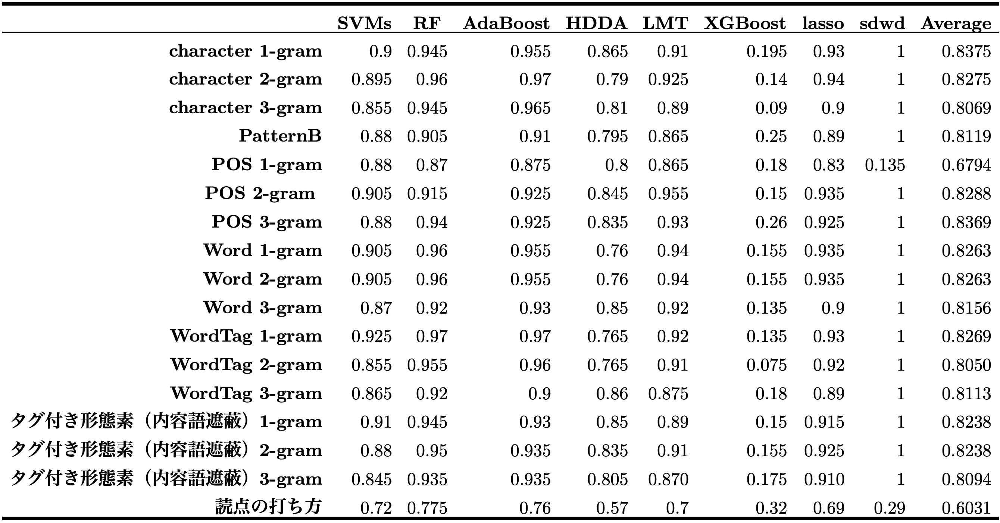 SVMs RF AdaBoost HDDA LMT XGBoost lasso sdwd Average
character 1-gram 0.9 0.945 0.955 0.865 0.91 0.195 0.93 1 0.8375
character 2-gram 0.895 0.96 0.97 0.79 0.925 0.14 0.94 1 0.8275
character 3-gram 0.855 0.945 0.965 0.81 0.89 0.09 0.9 1 0.8069
PatternB 0.88 0.905 0.91 0.795 0.865 0.25 0.89 1 0.8119
POS 1-gram 0.88 0.87 0.875 0.8 0.865 0.18 0.83 0.135 0.6794
POS 2-gram 0.905 0.915 0.925 0.845 0.955 0.15 0.935 1 0.8288
POS 3-gram 0.88 0.94 0.925 0.835 0.93 0.26 0.925 1 0.8369
Word 1-gram 0.905 0.96 0.955 0.76 0.94 0.155 0.935 1 0.8263
Word 2-gram 0.905 0.96 0.955 0.76 0.94 0.155 0.935 1 0.8263
Word 3-gram 0.87 0.92 0.93 0.85 0.92 0.135 0.9 1 0.8156
WordTag 1-gram 0.925 0.97 0.97 0.765 0.92 0.135 0.93 1 0.8269
WordTag 2-gram 0.855 0.955 0.96 0.765 0.91 0.075 0.92 1 0.8050
WordTag 3-gram 0.865 0.92 0.9 0.86 0.875 0.18 0.89 1 0.8113
タグ付き形態素（内容語遮蔽）1-gram 0.91 0.945 0.93 0.85 0.89 0.15 0.915 1 0.8238
タグ付き形態素（内容語遮蔽）2-gram 0.88 0.95 0.935 0.835 0.91 0.155 0.925 1 0.8238
タグ付き形態素（内容語遮蔽）3-gram 0.845 0.935 0.935 0.805 0.870 0.175 0.910 1 0.8094
読点の打ち方 0.72 0.775 0.76 0.57 0.7 0.32 0.69 0.29 0.6031